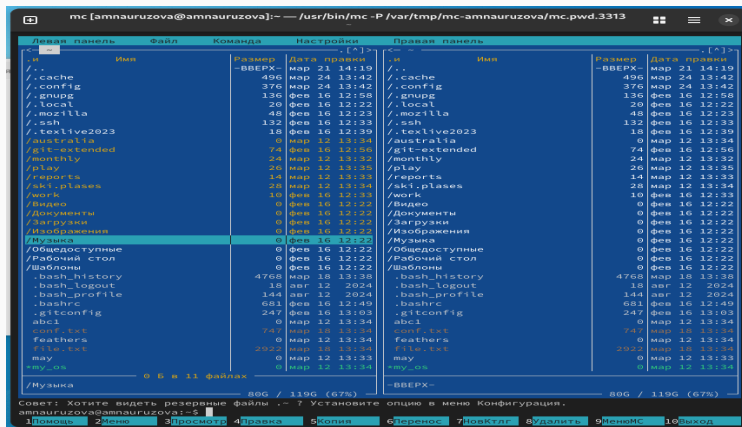 mc [amnauruzova@amnauruzova]:~ — /usr/bin/mc -P /var/tmp/mc-amnauruzova/mc.pwd.3313
Левая панель Файл Команда Настройки Правая панель
<— ~ .[^]>
.и Имя Размер Дата правки
/.. -ВВЕРХ- мар 21 14:19
/.cache 496 мар 24 13:42
/.config 376 мар 24 13:42
/.gnupg 136 фев 16 12:58
/.local 20 фев 16 12:22
/.mozilla 48 фев 16 12:23
/.ssh 132 фев 16 12:33
/.texlive2023 18 фев 16 12:39
/australia 0 мар 12 13:34
/git-extended 74 фев 16 12:56
/monthly 24 мар 12 13:32
/play 26 мар 12 13:35
/reports 14 мар 12 13:33
/ski.plases 28 мар 12 13:34
/work 10 фев 16 12:33
/Видео 0 фев 16 12:22
/Документы 0 фев 16 12:22
/Загрузки 0 фев 16 12:22
/Изображения 0 фев 16 12:22
/Музыка 0 фев 16 12:22
/Общедоступные 0 фев 16 12:22
/Рабочий стол 0 фев 16 12:22
/Шаблоны 0 фев 16 12:22
.bash_history 4768 мар 18 13:38
.bash_logout 18 авг 12 2024
.bash_profile 144 авг 12 2024
.bashrc 681 фев 16 12:49
.gitconfig 247 фев 16 13:03
abc1 0 мар 12 13:34
conf.txt 747 мар 18 13:34
feathers 0 мар 12 13:34
file.txt 2922 мар 18 13:34
may 0 мар 12 13:33
*my_os 0 мар 12 13:34
0 Б в 11 файлах
/Музыка
80G / 119G (67%)
<— ~ .[^]>
.и Имя Размер Дата правки
/.. -ВВЕРХ- мар 21 14:19
/.cache 496 мар 24 13:42
/.config 376 мар 24 13:42
/.gnupg 136 фев 16 12:58
/.local 20 фев 16 12:22
/.mozilla 48 фев 16 12:23
/.ssh 132 фев 16 12:33
/.texlive2023 18 фев 16 12:39
/australia 0 мар 12 13:34
/git-extended 74 фев 16 12:56
/monthly 24 мар 12 13:32
/play 26 мар 12 13:35
/reports 14 мар 12 13:33
/ski.plases 28 мар 12 13:34
/work 10 фев 16 12:33
/Видео 0 фев 16 12:22
/Документы 0 фев 16 12:22
/Загрузки 0 фев 16 12:22
/Изображения 0 фев 16 12:22
/Музыка 0 фев 16 12:22
/Общедоступные 0 фев 16 12:22
/Рабочий стол 0 фев 16 12:22
/Шаблоны 0 фев 16 12:22
.bash_history 4768 мар 18 13:38
.bash_logout 18 авг 12 2024
.bash_profile 144 авг 12 2024
.bashrc 681 фев 16 12:49
.gitconfig 247 фев 16 13:03
abc1 0 мар 12 13:34
conf.txt 747 мар 18 13:34
feathers 0 мар 12 13:34
file.txt 2922 мар 18 13:34
may 0 мар 12 13:33
*my_os 0 мар 12 13:34
-ВВЕРХ-
80G / 119G (67%)
Совет: Хотите видеть резервные файлы .~ ? Установите опцию в меню Конфигурация.
amnauruzova@amnauruzova:~$
1Помощь 2Меню 3Просмотр 4Правка 5Копия 6Перенос 7НовКтлг 8Удалить 9МенюМС 10Выход